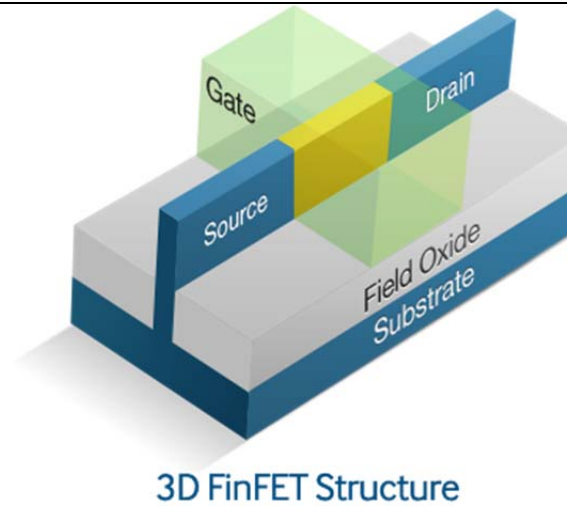 Gate
Drain
Source
Field Oxide
Substrate
3D FinFET Structure